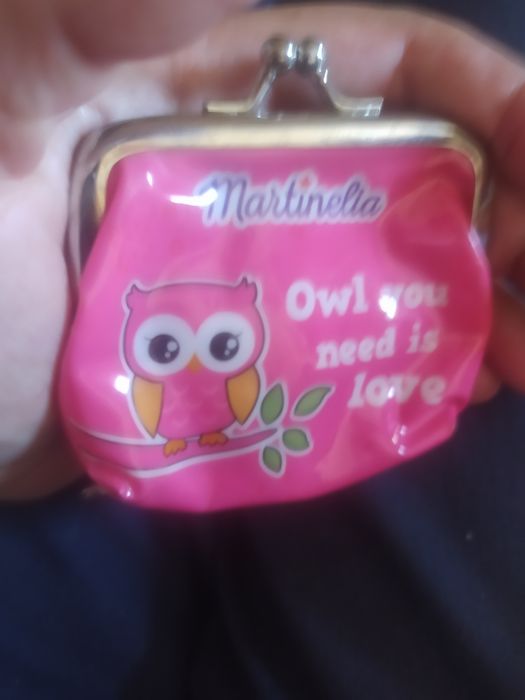 Martinelia
Owl you
need is
love